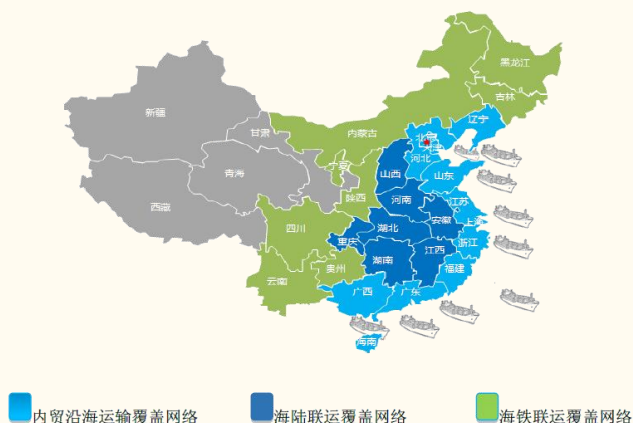 黑龙江
吉林
辽宁
新疆
甘肃
内蒙古
北京
宁夏
河北
青海
山西
山东
陕西
河南
江苏
西藏
安徽
上海
四川
湖北
重庆
浙江
湖南
江西
贵州
福建
云南
广西
广东
海南
内贸沿海运输覆盖网络
海陆联运覆盖网络
海铁联运覆盖网络